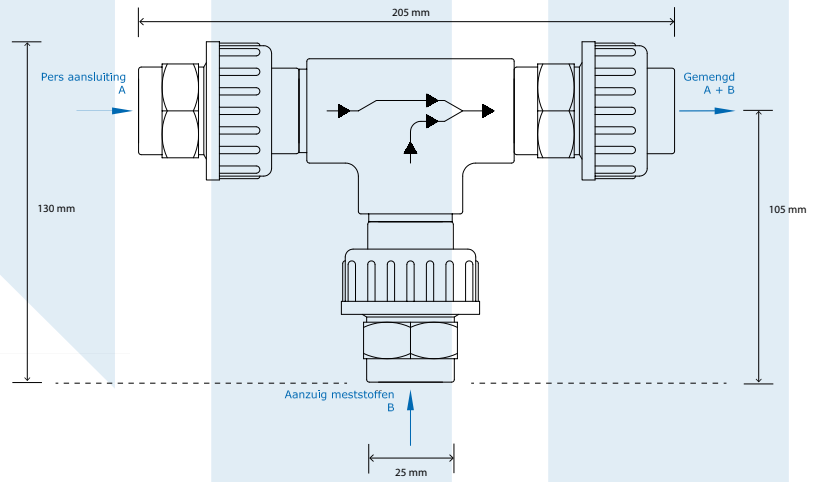 205 mm
Pers aansluiting
A
Gemengd
A + B
130 mm
105 mm
Aanzuig meststoffen
B
25 mm